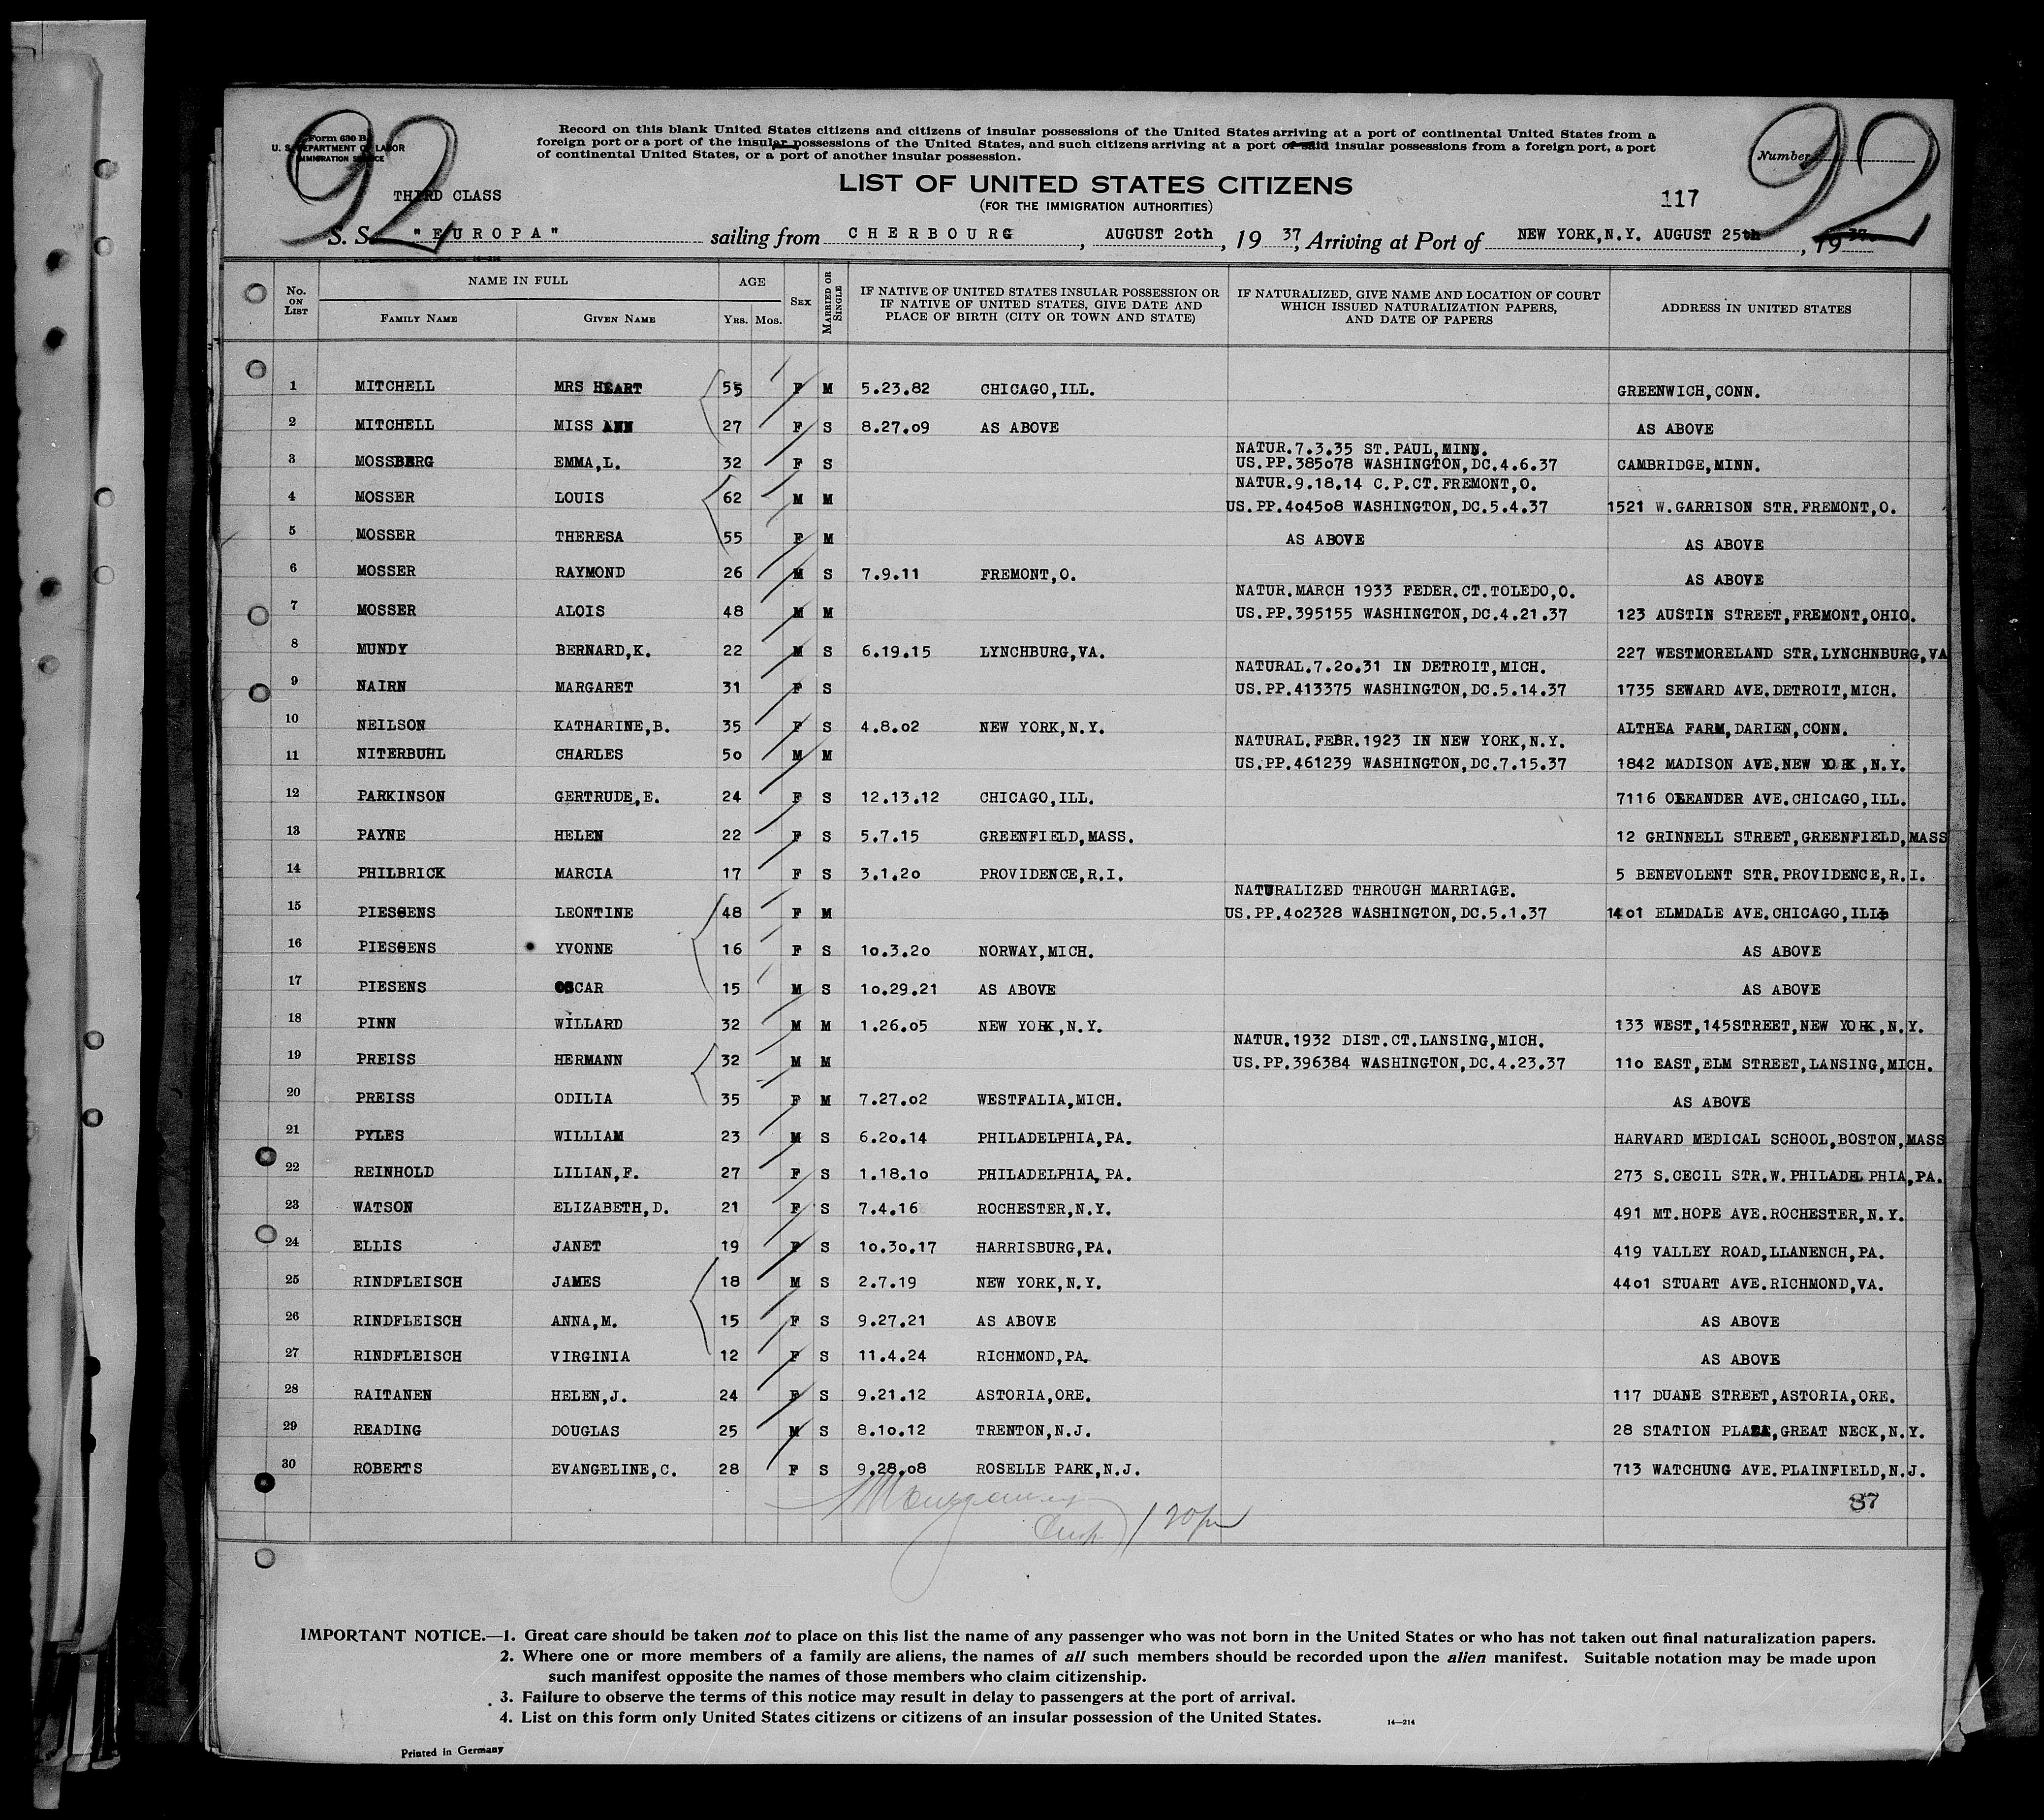 92
92
Form 630 B
U. S. DEPARTMENT OF LABOR
IMMIGRATION SERVICE
Record on this blank United States citizens and citizens of insular possessions of the United States arriving at a port of continental United States from a
foreign port or a port of the insular possessions of the United States, and such citizens arriving at a port of said insular possessions from a foreign port, a port
of continental United States, or a port of another insular possession.
Number
THIRD CLASS
LIST OF UNITED STATES CITIZENS
(FOR THE IMMIGRATION AUTHORITIES)
117
S. S. "EUROPA" sailing from CHERBOURG, AUGUST 20th, 1937, Arriving at Port of NEW YORK,N.Y. AUGUST 25th, 1937
No. ON LIST NAME IN FULL AGE SEX MARRIED OR SINGLE IF NATIVE OF UNITED STATES INSULAR POSSESSION OR IF NATIVE OF UNITED STATES, GIVE DATE AND PLACE OF BIRTH (CITY OR TOWN AND STATE) IF NATURALIZED, GIVE NAME AND LOCATION OF COURT WHICH ISSUED NATURALIZATION PAPERS, AND DATE OF PAPERS ADDRESS IN UNITED STATES
FAMILY NAME GIVEN NAME YRS. MOS.
1 MITCHELL MRS HEART 55 F M 5.23.82 CHICAGO,ILL. GREENWICH,CONN.
2 MITCHELL MISS ANN 27 F S 8.27.09 AS ABOVE AS ABOVE
NATUR.7.3.35 ST.PAUL,MINN.
3 MOSSBERG EMMA,L. 32 F S US.PP.385078 WASHINGTON,DC.4.6.37 CAMBRIDGE,MINN.
NATUR.9.18.14 C.P.CT.FREMONT,O.
4 MOSSER LOUIS 62 M M US.PP.404508 WASHINGTON,DC.5.4.37 1521 W.GARRISON STR.FREMONT,O.
5 MOSSER THERESA 55 F M AS ABOVE AS ABOVE
6 MOSSER RAYMOND 26 M S 7.9.11 FREMONT,O. AS ABOVE
NATUR.MARCH 1933 FEDER.CT.TOLEDO,O.
7 MOSSER ALOIS 48 M M US.PP.395155 WASHINGTON,DC.4.21.37 123 AUSTIN STREET,FREMONT,OHIO.
8 MUNDY BERNARD,K. 22 M S 6.19.15 LYNCHBURG,VA. 227 WESTMORELAND STR.LYNCHNBURG,VA
NATURAL.7.20.31 IN DETROIT,MICH.
9 NAIRN MARGARET 31 F S US.PP.413375 WASHINGTON,DC.5.14.37 1735 SEWARD AVE.DETROIT,MICH.
10 NEILSON KATHARINE,B. 35 F S 4.8.02 NEW YORK,N.Y. ALTHEA FARM,DARIEN,CONN.
NATURAL.FEBR.1923 IN NEW YORK,N.Y.
11 NITERBUHL CHARLES 50 M M US.PP.461239 WASHINGTON,DC.7.15.37 1842 MADISON AVE.NEW YORK,N.Y.
12 PARKINSON GERTRUDE,E. 24 F S 12.13.12 CHICAGO,ILL. 7116 OLEANDER AVE.CHICAGO,ILL.
13 PAYNE HELEN 22 F S 5.7.15 GREENFIELD,MASS. 12 GRINNELL STREET,GREENFIELD,MASS
14 PHILBRICK MARCIA 17 F S 3.1.20 PROVIDENCE,R.I. 5 BENEVOLENT STR.PROVIDENCE,R.I.
NATURALIZED THROUGH MARRIAGE.
15 PIESSENS LEONTINE 48 F M US.PP.402328 WASHINGTON,DC.5.1.37 1401 ELMDALE AVE.CHICAGO,ILL
16 PIESSENS YVONNE 16 F S 10.3.20 NORWAY,MICH. AS ABOVE
17 PIESENS OSCAR 15 M S 10.29.21 AS ABOVE AS ABOVE
18 PINN WILLARD 32 M M 1.26.05 NEW YORK,N.Y. 133 WEST,145STREET,NEW YORK,N.Y.
NATUR.1932 DIST.CT.LANSING,MICH.
19 PREISS HERMANN 32 M M US.PP.396384 WASHINGTON,DC.4.23.37 110 EAST,ELM STREET,LANSING,MICH.
20 PREISS ODILIA 35 F M 7.27.02 WESTFALIA,MICH. AS ABOVE
21 PYLES WILLIAM 23 M S 6.20.14 PHILADELPHIA,PA. HARVARD MEDICAL SCHOOL,BOSTON,MASS
22 REINHOLD LILIAN,F. 27 F S 1.18.10 PHILADELPHIA,PA. 273 S.CECIL STR.W.PHILADELPHIA,PA.
23 WATSON ELIZABETH,D. 21 F S 7.4.16 ROCHESTER,N.Y. 491 MT.HOPE AVE.ROCHESTER,N.Y.
24 ELLIS JANET 19 F S 10.30.17 HARRISBURG,PA. 419 VALLEY ROAD,LLANENCH,PA.
25 RINDFLEISCH JAMES 18 M S 2.7.19 NEW YORK,N.Y. 4401 STUART AVE.RICHMOND,VA.
26 RINDFLEISCH ANNA,M. 15 F S 9.27.21 AS ABOVE AS ABOVE
27 RINDFLEISCH VIRGINIA 12 F S 11.4.24 RICHMOND,PA. AS ABOVE
28 RAITANEN HELEN,J. 24 F S 9.21.12 ASTORIA,ORE. 117 DUANE STREET,ASTORIA,ORE.
29 READING DOUGLAS 25 M S 8.10.12 TRENTON,N.J. 28 STATION PLAZA,GREAT NECK,N.Y.
30 ROBERTS EVANGELINE,C. 28 F S 9.28.08 ROSELLE PARK,N.J. 713 WATCHUNG AVE.PLAINFIELD,N.J.
37
Insp.
IMPORTANT NOTICE.—1. Great care should be taken not to place on this list the name of any passenger who was not born in the United States or who has not taken out final naturalization papers.
2. Where one or more members of a family are aliens, the names of all such members should be recorded upon the alien manifest. Suitable notation may be made upon
such manifest opposite the names of those members who claim citizenship.
3. Failure to observe the terms of this notice may result in delay to passengers at the port of arrival.
4. List on this form only United States citizens or citizens of an insular possession of the United States.
14—214
Printed in Germany